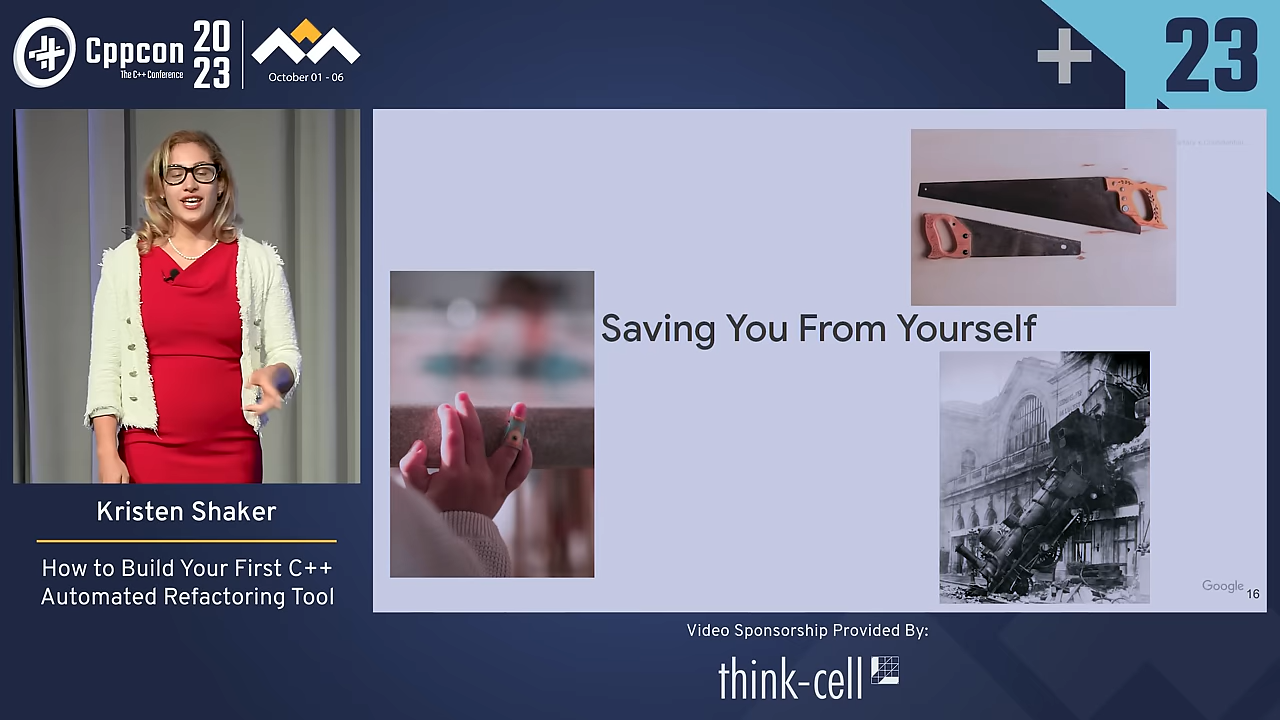 Cppcon
The C++ Conference
20
23
October 01 - 06
23
Saving You From Yourself
Kristen Shaker
How to Build Your First C++
Automated Refactoring Tool
Google
16
Video Sponsorship Provided By:
think-cell